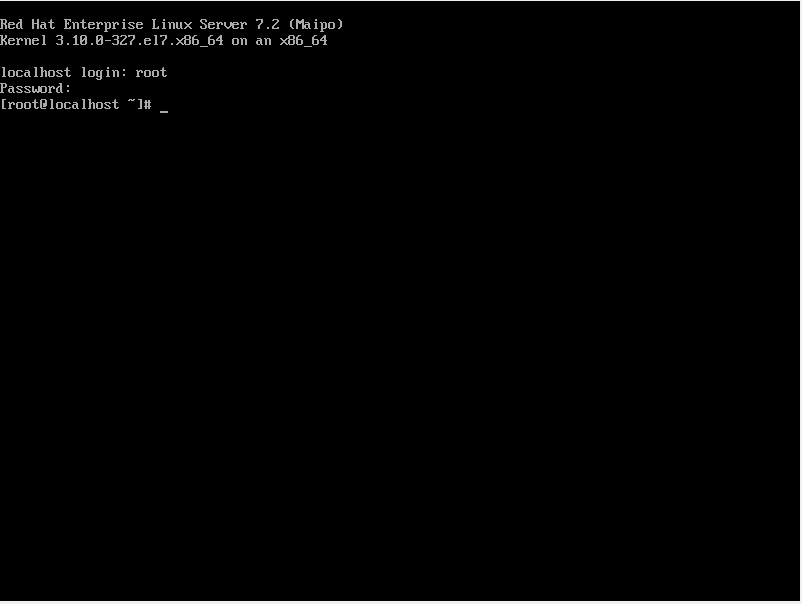 Red Hat Enterprise Linux Server 7.2 (Maipo)
Kernel 3.10.0-327.el7.x86_64 on an x86_64
localhost login: root
Password:
[root@localhost ~]# _